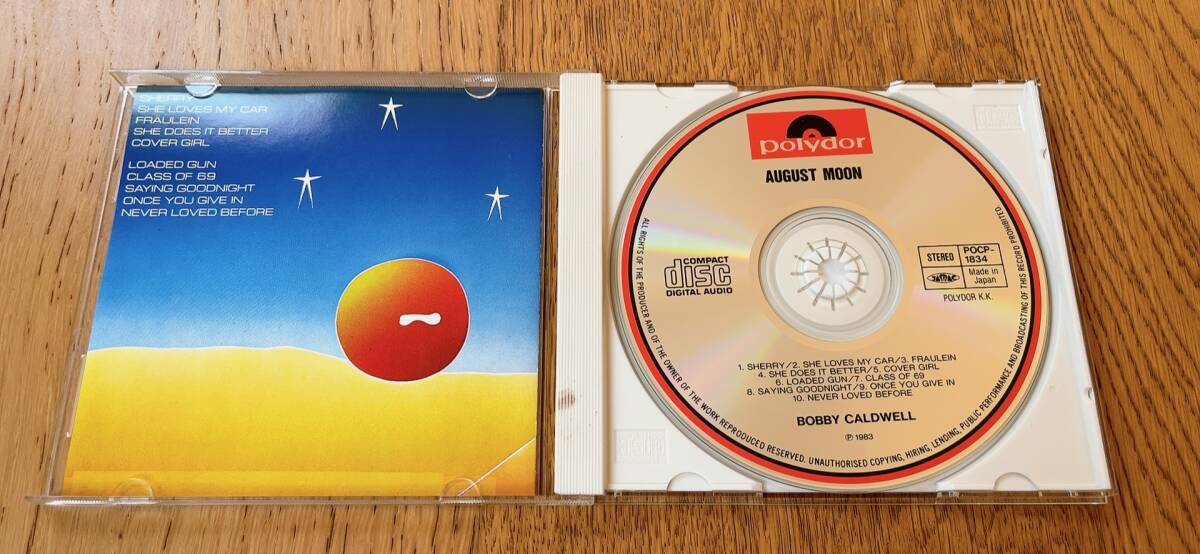 SHERRY
SHE LOVES MY CAR
FRAULEIN
SHE DOES IT BETTER
COVER GIRL
LOADED GUN
CLASS OF 69
SAYING GOODNIGHT
ONCE YOU GIVE IN
NEVER LOVED BEFORE
polydor
AUGUST MOON
COMPACT
disc
DIGITAL AUDIO
STEREO
POCP-
1834
JASRAC
Made in
Japan
POLYDOR K.K.
1. SHERRY/2. SHE LOVES MY CAR/3. FRAULEIN
4. SHE DOES IT BETTER/5. COVER GIRL
6. LOADED GUN/7. CLASS OF 69
8. SAYING GOODNIGHT/9. ONCE YOU GIVE IN
10. NEVER LOVED BEFORE
BOBBY CALDWELL
Ⓟ 1983
ALL RIGHTS OF THE PRODUCER AND OF THE OWNER OF THE WORK REPRODUCED RESERVED. UNAUTHORISED COPYING, HIRING, LENDING, PUBLIC PERFORMANCE AND BROADCASTING OF THIS RECORD PROHIBITED